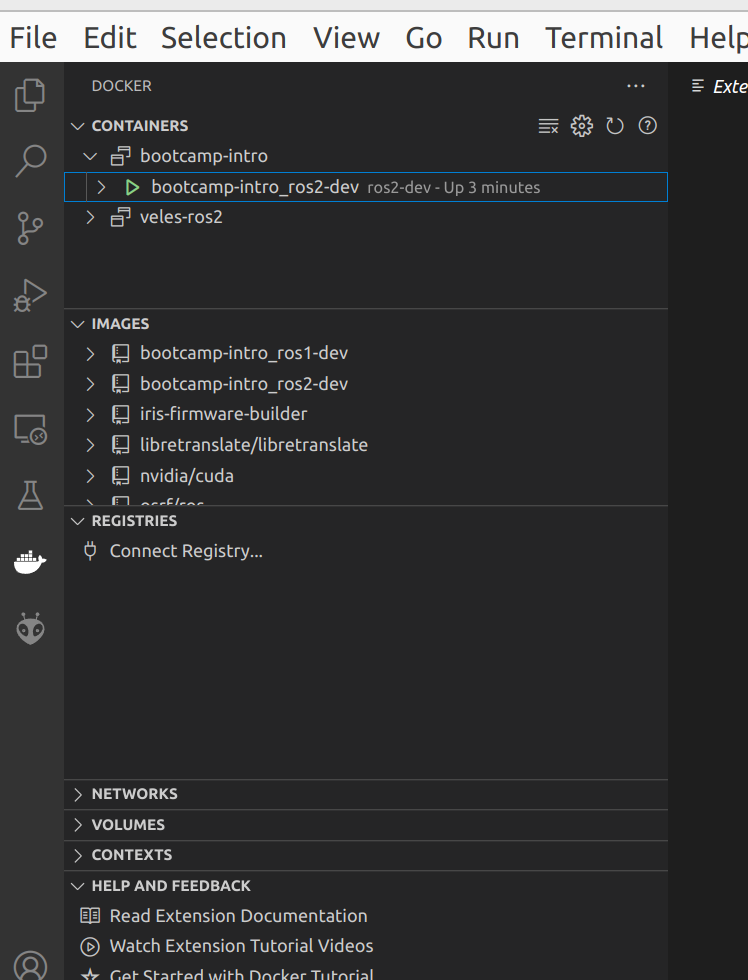 File Edit Selection View Go Run Terminal Help
DOCKER
Exte
CONTAINERS
bootcamp-intro
bootcamp-intro_ros2-dev ros2-dev - Up 3 minutes
veles-ros2
IMAGES
bootcamp-intro_ros1-dev
bootcamp-intro_ros2-dev
iris-firmware-builder
libretranslate/libretranslate
nvidia/cuda
REGISTRIES
Connect Registry...
NETWORKS
VOLUMES
CONTEXTS
HELP AND FEEDBACK
Read Extension Documentation
Watch Extension Tutorial Videos
Get Started with Docker Tutorial